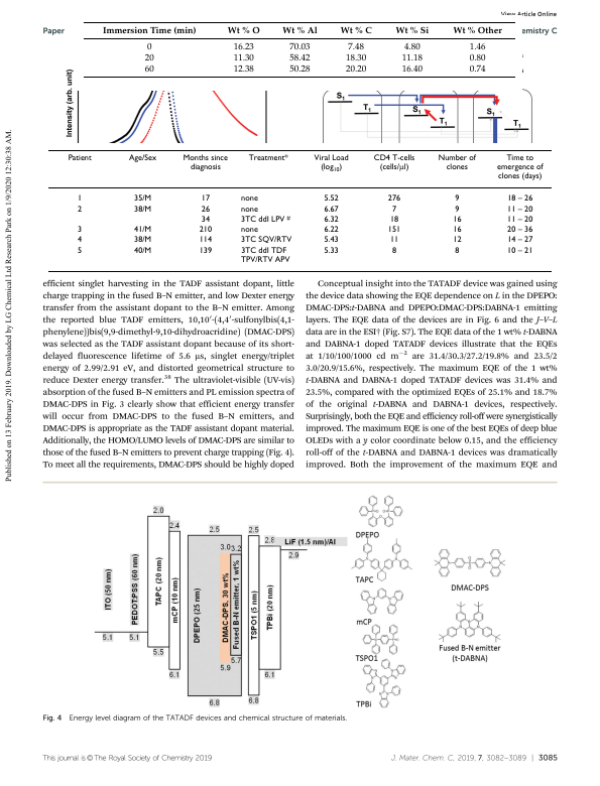 View Article Online
Paper
emistry C
Immersion Time (min) Wt % O Wt % Al Wt % C Wt % Si Wt % Other
0 16.23 70.03 7.48 4.80 1.46
20 11.30 58.42 18.30 11.18 0.80
60 12.38 50.28 20.20 16.40 0.74
Intensity (arb. unit)
S1
T1
S1
T1
S1
T1
Patient Age/Sex Months since diagnosis Treatment* Viral Load (log10) CD4 T-cells (cells/μl) Number of clones Time to emergence of clones (days)
1 35/M 17 none 5.52 276 9 18 – 26
2 38/M 26 none 6.67 7 9 11 – 20
34 3TC ddI LPV # 6.32 18 16 11 – 20
3 41/M 210 none 6.22 151 16 20 – 36
4 38/M 114 3TC SQV/RTV 5.43 11 12 14 – 27
5 40/M 139 3TC ddI TDF 5.33 8 8 10 – 21
TPV/RTV APV
efficient singlet harvesting in the TADF assistant dopant, little
charge trapping in the fused B–N emitter, and low Dexter energy
transfer from the assistant dopant to the B–N emitter. Among
the reported blue TADF emitters, 10,10′-(4,4′-sulfonylbis(4,1-
phenylene))bis(9,9-dimethyl-9,10-dihydroacridine) (DMAC-DPS)
was selected as the TADF assistant dopant because of its short-
delayed fluorescence lifetime of 5.6 μs, singlet energy/triplet
energy of 2.99/2.91 eV, and distorted geometrical structure to
reduce Dexter energy transfer.38 The ultraviolet-visible (UV-vis)
absorption of the fused B–N emitters and PL emission spectra of
DMAC-DPS in Fig. 3 clearly show that efficient energy transfer
will occur from DMAC-DPS to the fused B–N emitters, and
DMAC-DPS is appropriate as the TADF assistant dopant material.
Additionally, the HOMO/LUMO levels of DMAC-DPS are similar to
those of the fused B–N emitters to prevent charge trapping (Fig. 4).
To meet all the requirements, DMAC-DPS should be highly doped
Conceptual insight into the TATADF device was gained using
the device data showing the EQE dependence on L in the DPEPO:
DMAC-DPS:t-DABNA and DPEPO:DMAC-DPS:DABNA-1 emitting
layers. The EQE data of the devices are in Fig. 6 and the J–V–L
data are in the ESI† (Fig. S7). The EQE data of the 1 wt% t-DABNA
and DABNA-1 doped TATADF devices illustrate that the EQEs
at 1/10/100/1000 cd m−2 are 31.4/30.3/27.2/19.8% and 23.5/2
3.0/20.9/15.6%, respectively. The maximum EQE of the 1 wt%
t-DABNA and DABNA-1 doped TATADF devices was 31.4% and
23.5%, compared with the optimized EQEs of 25.1% and 18.7%
of the original t-DABNA and DABNA-1 devices, respectively.
Surprisingly, both the EQE and efficiency roll-off were synergistically
improved. The maximum EQE is one of the best EQEs of deep blue
OLEDs with a y color coordinate below 0.15, and the efficiency
roll-off of the t-DABNA and DABNA-1 devices was dramatically
improved. Both the improvement of the maximum EQE and
ITO (50 nm)
5.1
PEDOT:PSS (60 nm)
5.1
2.0
TAPC (20 nm)
5.5
2.4
mCP (10 nm)
6.1
2.5
DPEPO (25 nm)
6.8
3.0
DMAC-DPS, 30 wt%
5.9
3.2
Fused B-N emitter, 1 wt%
5.7
2.5
TSPO1 (5 nm)
6.8
2.8
TPBi (20 nm)
6.1
LiF (1.5 nm)/Al
2.9
DPEPO
TAPC
mCP
TSPO1
TPBi
DMAC-DPS
Fused B-N emitter
(t-DABNA)
Fig. 4 Energy level diagram of the TATADF devices and chemical structure of materials.
This journal is © The Royal Society of Chemistry 2019
J. Mater. Chem. C, 2019, 7, 3082–3089 | 3085
Published on 13 February 2019. Downloaded by LG Chemical Ltd Research Park on 1/9/2020 12:30:38 AM.